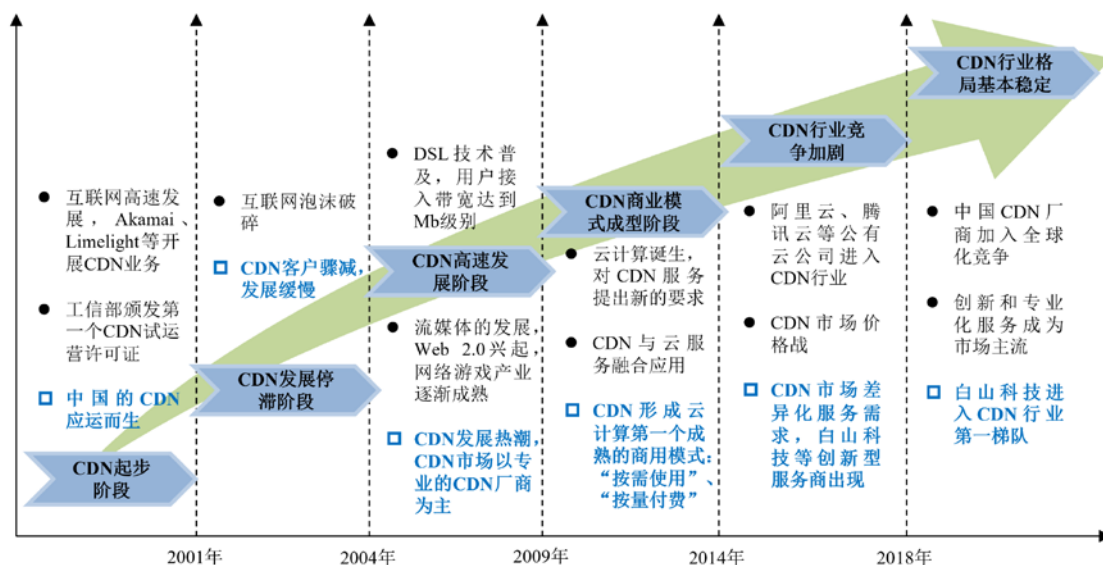 CDN起步
阶段
互联网高速发
展，Akamai、
Limelight等开
展CDN业务
工信部颁发第
一个CDN试运
营许可证
中国的CDN
应运而生
CDN发展停
滞阶段
互联网泡沫破
碎
CDN客户骤减，
发展缓慢
CDN高速发
展阶段
DSL技术普
及，用户接
入带宽达到
Mb级别
流媒体的发展，
Web 2.0兴起，
网络游戏产业
逐渐成熟
CDN发展热潮，
CDN市场以专
业的CDN厂商
为主
CDN商业模
式成型阶段
云计算诞生，
对CDN服务
提出新的要求
CDN与云服
务融合应用
CDN形成云
计算第一个成
熟的商用模式：
“按需使用”、
“按量付费”
CDN行业竞
争加剧
阿里云、腾
讯云等公有
云公司进入
CDN行业
CDN市场价
格战
CDN市场差
异化服务需
求，白山科
技等创新型
服务商出现
CDN行业格
局基本稳定
中国CDN厂
商加入全球
化竞争
创新和专业
化服务成为
市场主流
白山科技进
入CDN行业
第一梯队
2001年
2004年
2009年
2014年
2018年